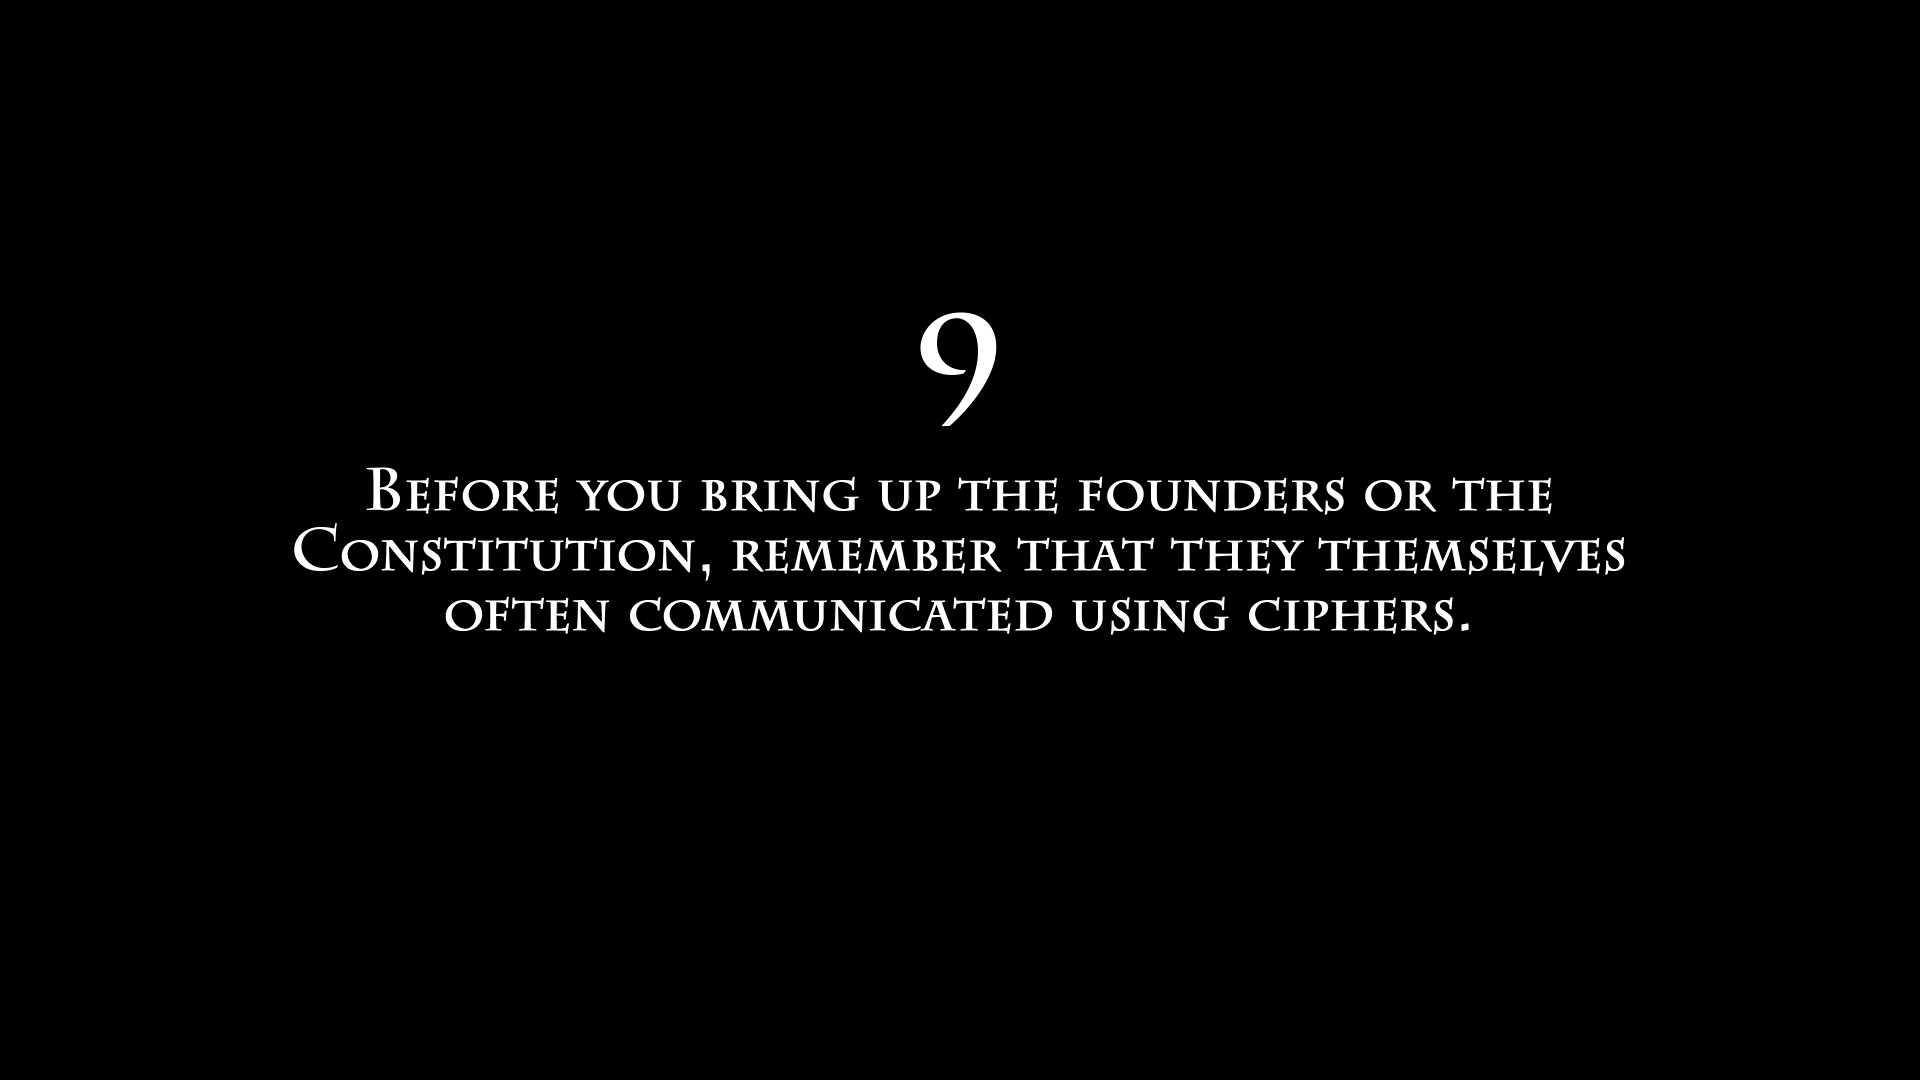 9
Before you bring up the founders or the
Constitution, remember that they themselves
often communicated using ciphers.